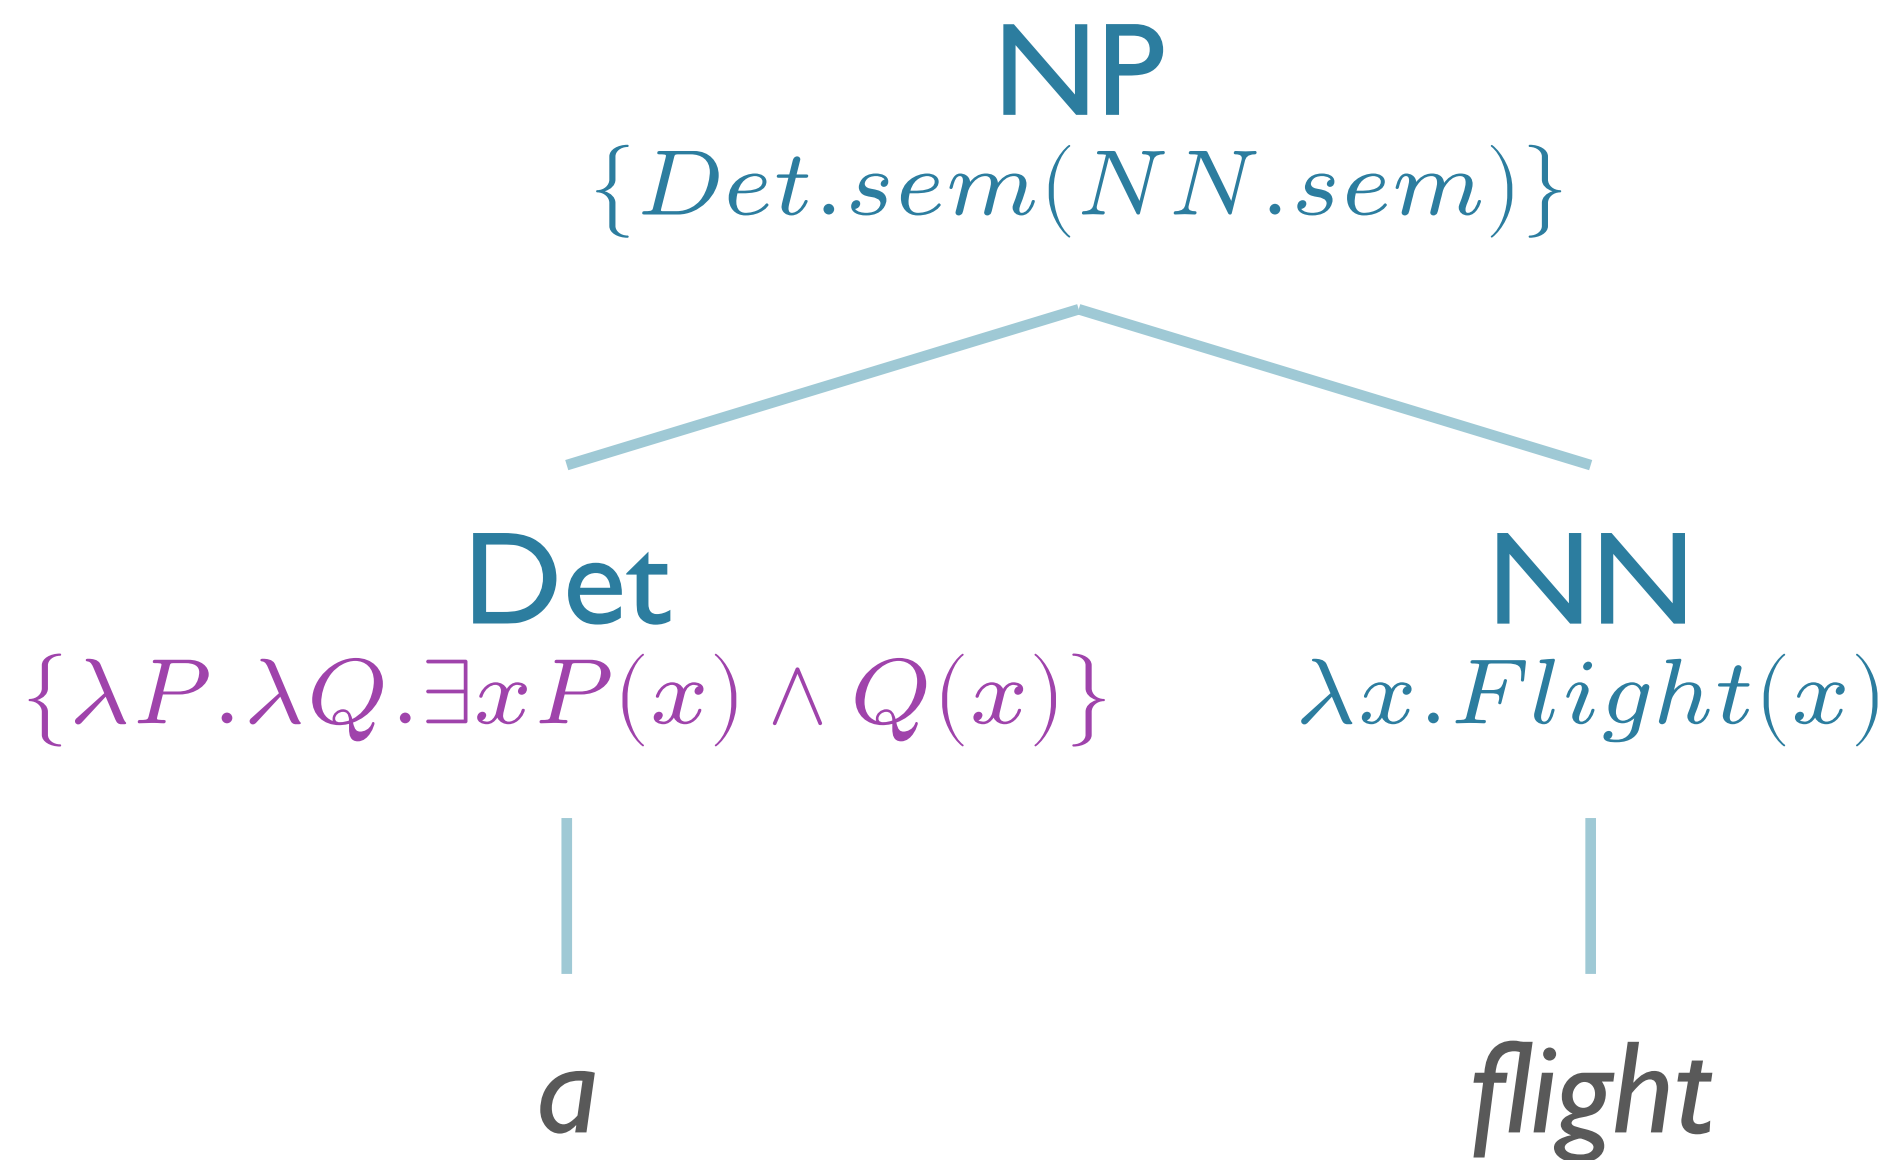 NP
{Det.sem(NN.sem)}
Det NN
{λP.λQ.∃xP(x) ∧ Q(x)} λx.Flight(x)
a flight